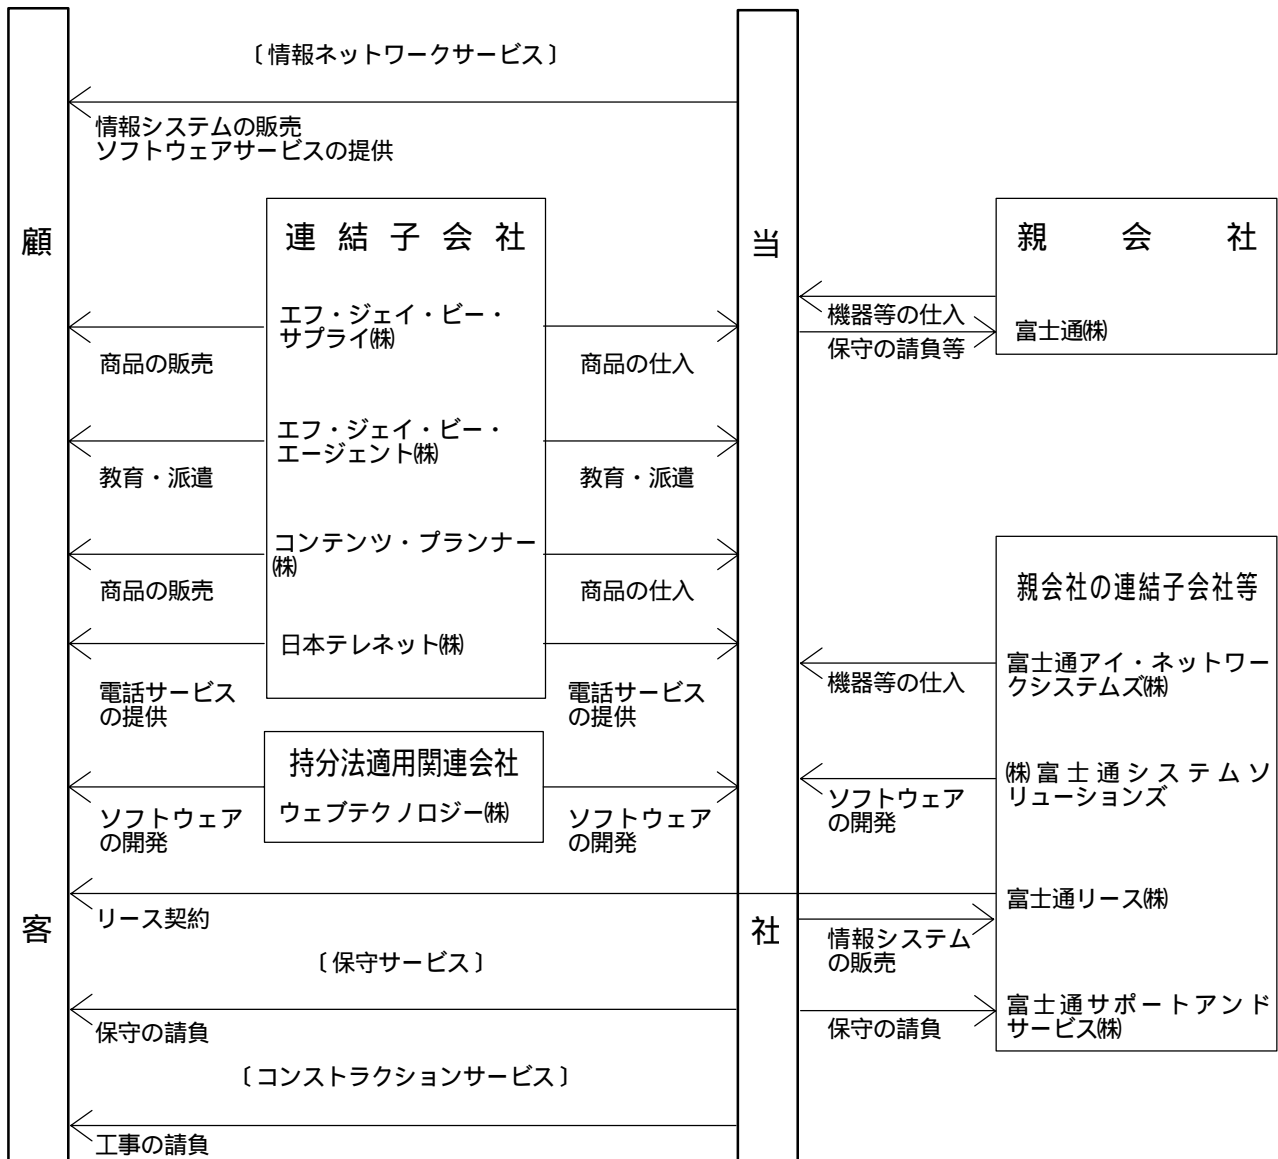 〔情報ネットワークサービス〕
情報システムの販売
ソフトウェアサービスの提供
顧
客
当
社
連結子会社
エフ・ジェイ・ビー・
サプライ㈱
商品の販売
商品の仕入
エフ・ジェイ・ビー・
エージェント㈱
教育・派遣
教育・派遣
コンテンツ・プランナー
㈱
商品の販売
商品の仕入
日本テレネット㈱
電話サービス
の提供
電話サービス
の提供
持分法適用関連会社
ウェブテクノロジー㈱
ソフトウェア
の開発
ソフトウェア
の開発
リース契約
〔保守サービス〕
保守の請負
〔コンストラクションサービス〕
工事の請負
親会社
機器等の仕入
保守の請負等
富士通㈱
親会社の連結子会社等
富士通アイ・ネットワー
クシステムズ㈱
機器等の仕入
㈱富士通システムソ
リューションズ
ソフトウェア
の開発
富士通リース㈱
情報システム
の販売
富士通サポートアンド
サービス㈱
保守の請負